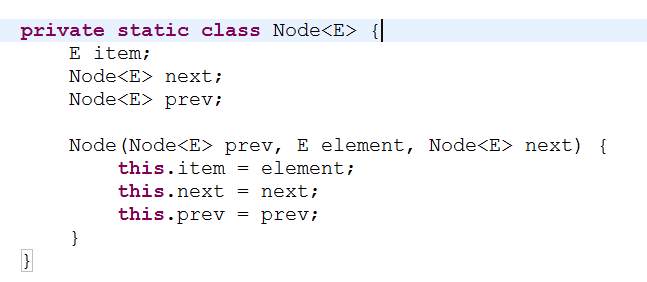 private static class Node<E> {
    E item;
    Node<E> next;
    Node<E> prev;

    Node(Node<E> prev, E element, Node<E> next) {
        this.item = element;
        this.next = next;
        this.prev = prev;
    }
}